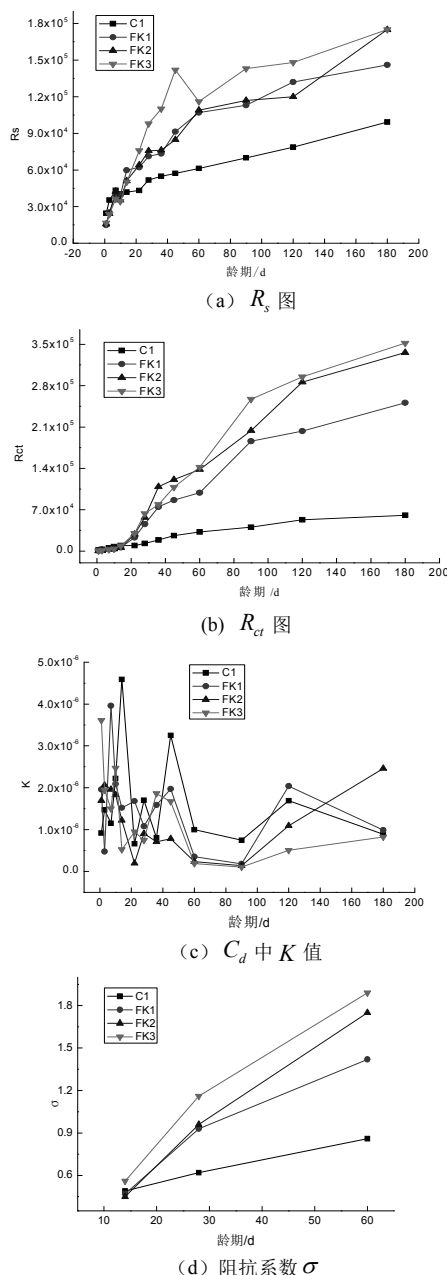 1.8x10⁵
1.5x10⁵
1.2x10⁵
9.0x10⁴
6.0x10⁴
3.0x10⁴
0.0
Rs
C1
FK1
FK2
FK3
-20 0 20 40 60 80 100 120 140 160 180 200
龄期/d
（a） R_s 图
3.5x10⁵
2.8x10⁵
2.1x10⁵
1.4x10⁵
7.0x10⁴
0.0
Rct
C1
FK1
FK2
FK3
0 20 40 60 80 100 120 140 160 180 200
龄期/d
(b) R_ct 图
5.0x10⁻⁶
4.0x10⁻⁶
3.0x10⁻⁶
2.0x10⁻⁶
1.0x10⁻⁶
0.0
K
C1
FK1
FK2
FK3
0 20 40 60 80 100 120 140 160 180 200
龄期/d
（c） C_d 中 K 值
1.8
1.5
1.2
0.9
0.6
σ
C1
FK1
FK2
FK3
10 20 30 40 50 60
龄期/d
（d）阻抗系数 σ